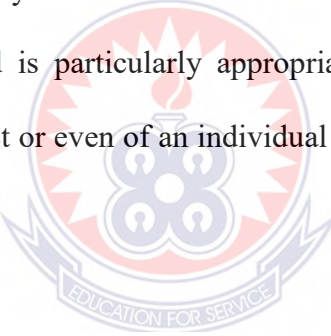 l is particularly appropria
t or even of an individual
EDUCATION FOR SERVICE